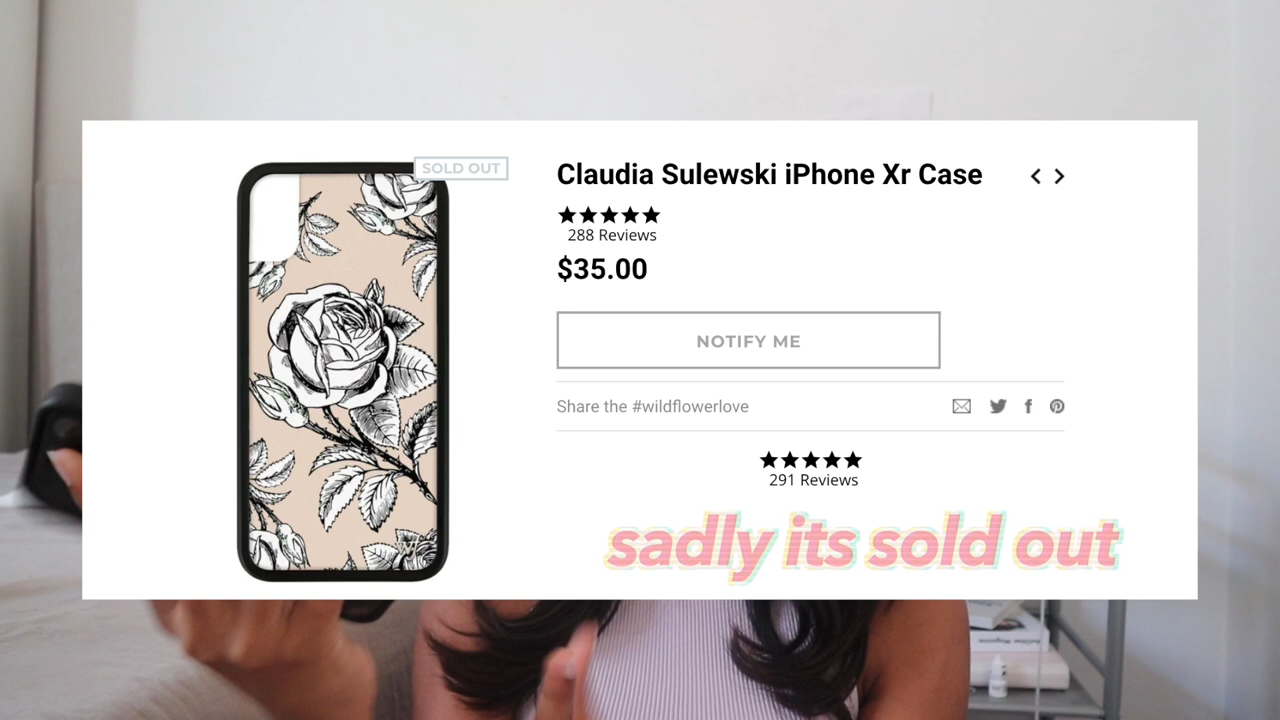 SOLD OUT
Claudia Sulewski iPhone Xr Case
288 Reviews
$35.00
NOTIFY ME
Share the #wildflowerlove
291 Reviews
sadly its sold out